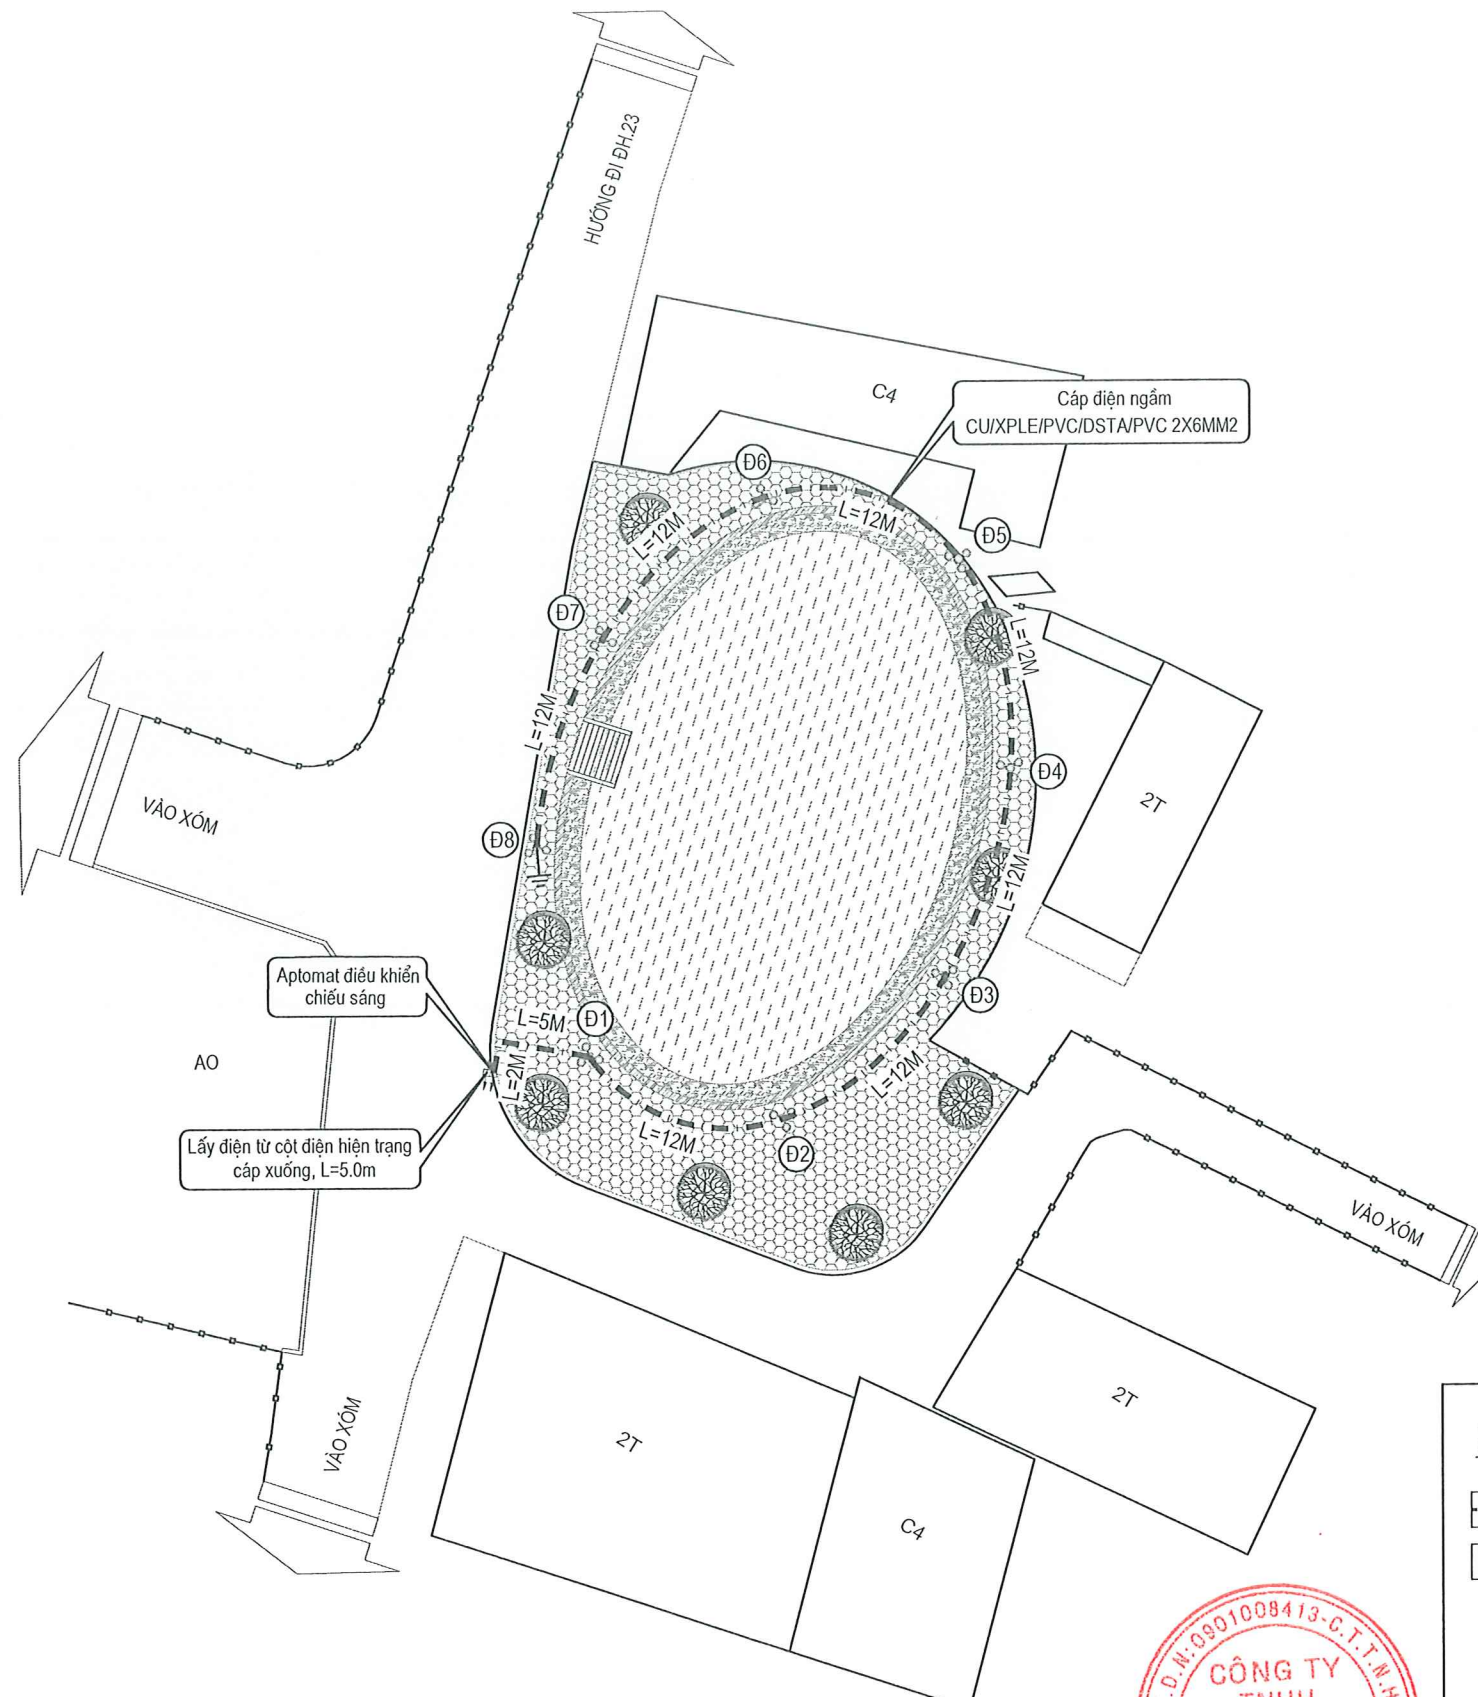 HƯỚNG ĐI ĐH.23
C4
Cáp điện ngầm
CU/XPLE/PVC/DSTA/PVC 2X6MM2
Đ6
L=12M
L=12M
Đ5
Đ7
L=12M
L=12M
Đ4
2T
VÀO XÓM
Đ8
L=12M
Aptomat điều khiển
chiếu sáng
Đ3
L=5M
Đ1
AO
L=2M
L=12M
L=12M
Đ2
Lấy điện từ cột điện hiện trạng
cáp xuống, L=5.0m
VÀO XÓM
2T
VÀO XÓM
2T
C4
.D.N:0901008413-C.T.T.N.H
CÔNG TY
TNHH